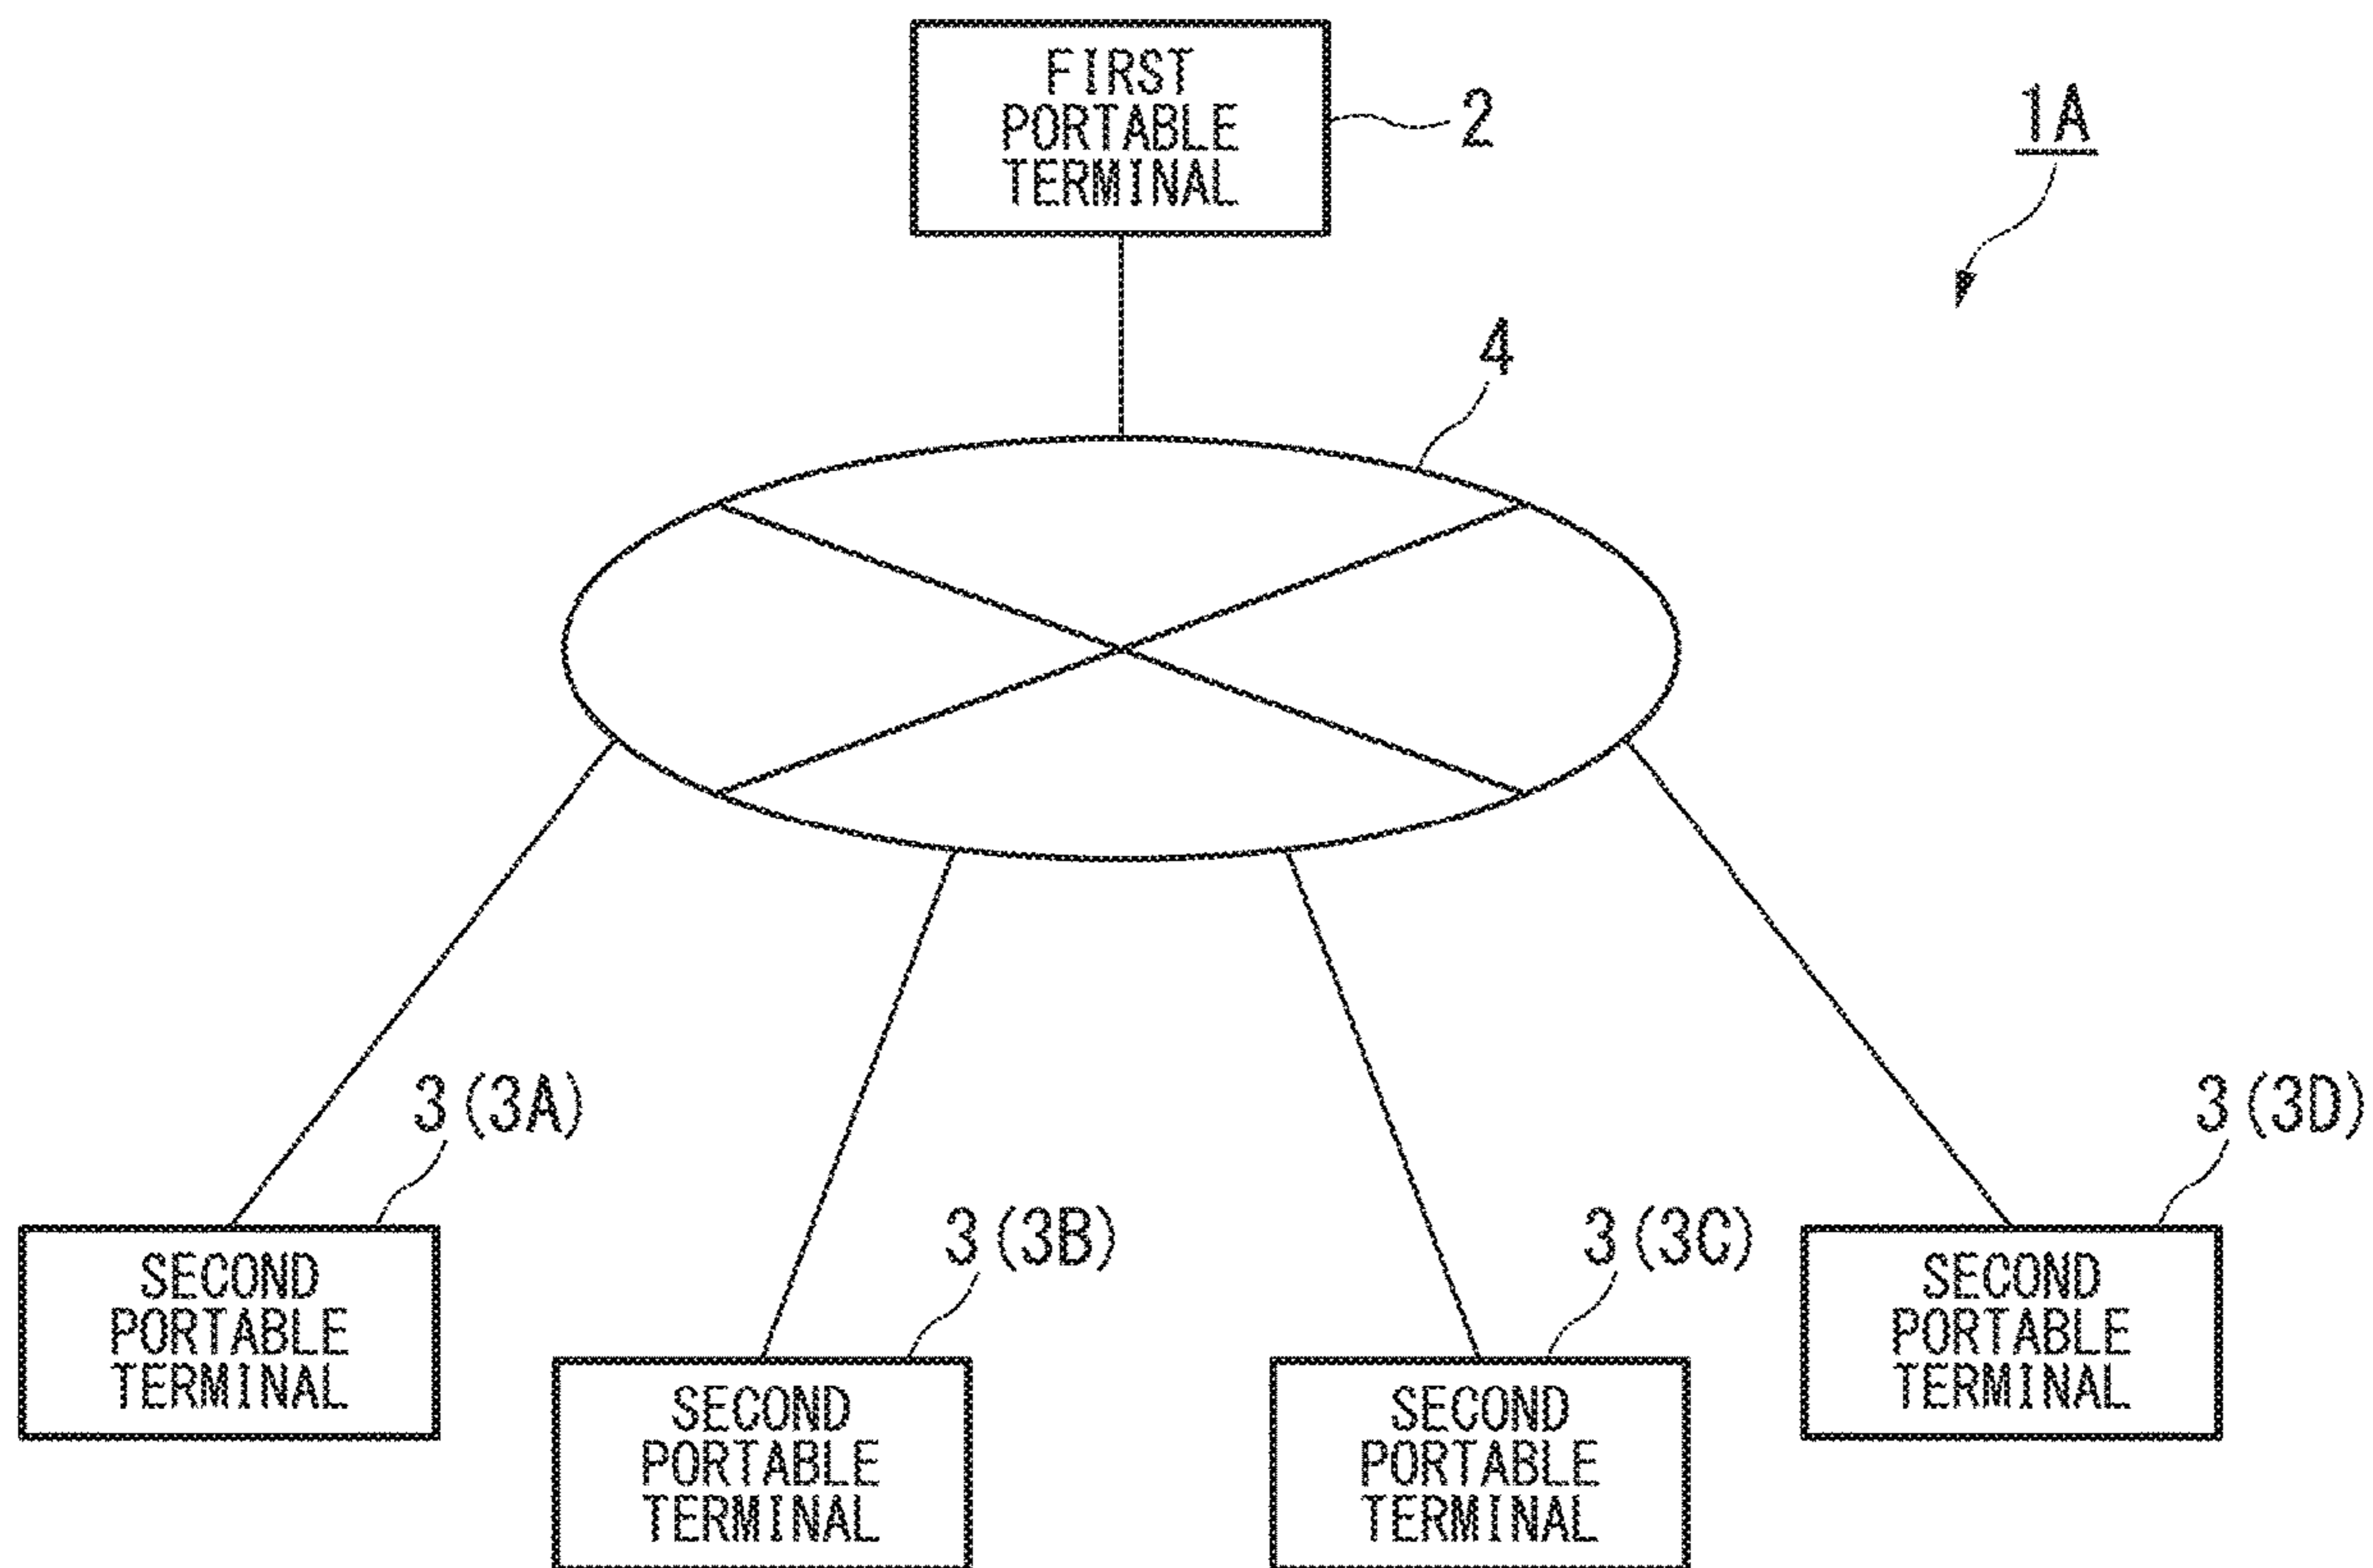 FIRST
PORTABLE
TERMINAL
2
1A
4
3(3A)
SECOND
PORTABLE
TERMINAL
3(3B)
SECOND
PORTABLE
TERMINAL
3(3C)
SECOND
PORTABLE
TERMINAL
3(3D)
SECOND
PORTABLE
TERMINAL